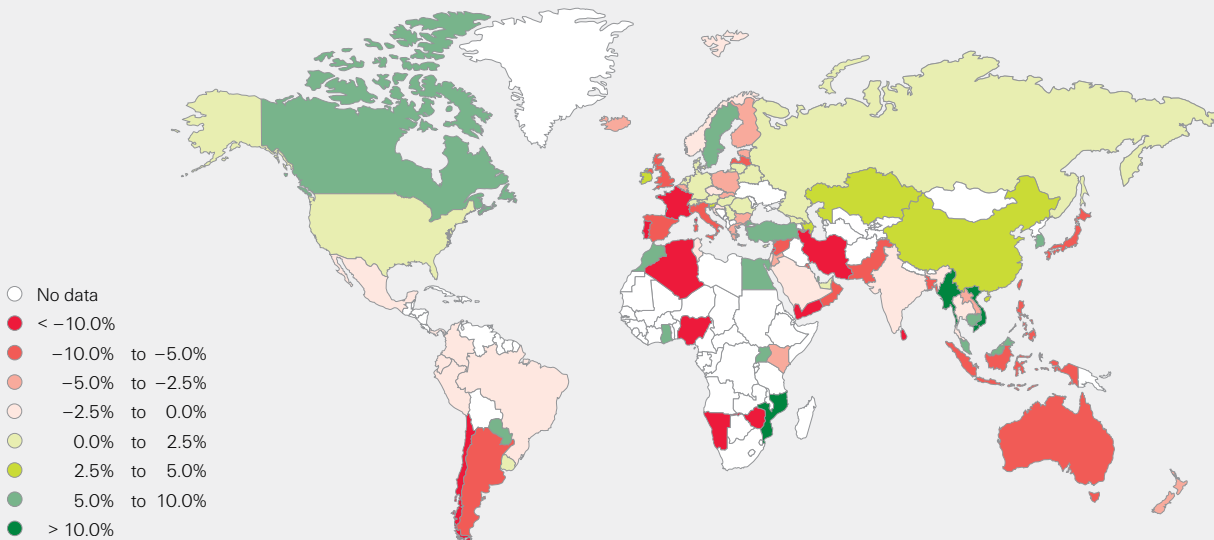 No data
< −10.0%
−10.0% to −5.0%
−5.0% to −2.5%
−2.5% to 0.0%
0.0% to 2.5%
2.5% to 5.0%
5.0% to 10.0%
> 10.0%